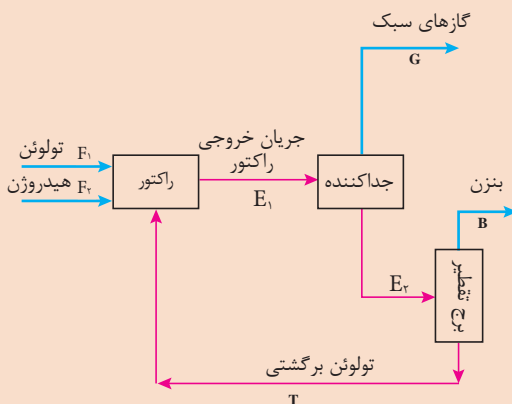 گازهای سبک
G
جریان خروجی
راکتور
E۱
تولوئن F۱
هیدروژن F۲
راکتور
جداکننده
بنزن
B
E۲
برج تقطیر
تولوئن برگشتی
T